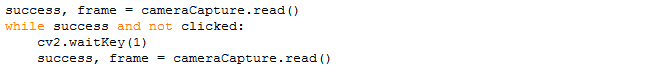 success, frame = cameraCapture.read()
while success and not clicked:
    cv2.waitKey(1)
    success, frame = cameraCapture.read()